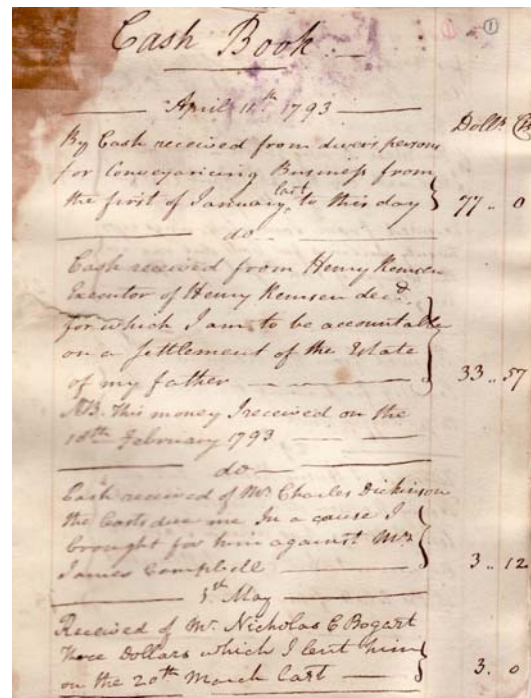 Cash Book
①
April 11th 1793
Dollrs Cts
By Cash received from divers persons
for Conveyancing Business from
the first of January last to this day 77 .. 0
do
Cash received from Henry Remsen
Executor of Henry Remsen decd.
for which I am to be accountable
on a Settlement of the Estate
of my father 33 .. 57
NB. This money I received on the
18th February 1793
do
Cash received of Mr. Charles Dickinson
the Costs due me In a cause I
brought for him against Mr
James Campbell 3 .. 12
1st May
Received of Mr. Nicholas C Bogart
three Dollars which I lent him
on the 20th March last 3. 0